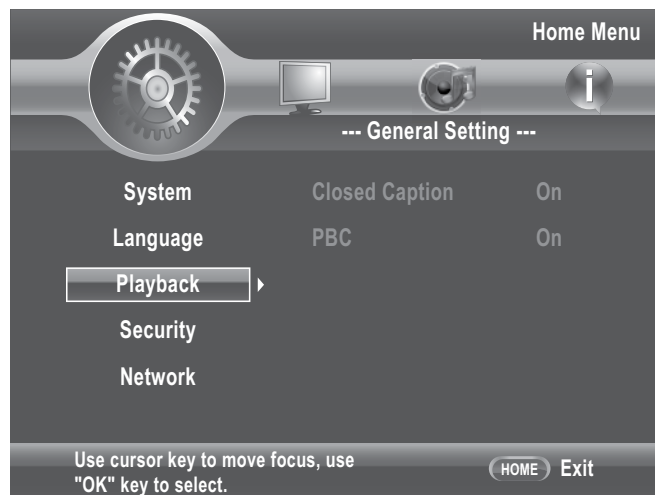 Home Menu
--- General Setting ---
System
Closed Caption On
Language
PBC On
Playback
Security
Network
Use cursor key to move focus, use
"OK" key to select.
HOME Exit